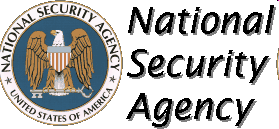 NATIONAL SECURITY AGENCY
UNITED STATES OF AMERICA
National
Security
Agency